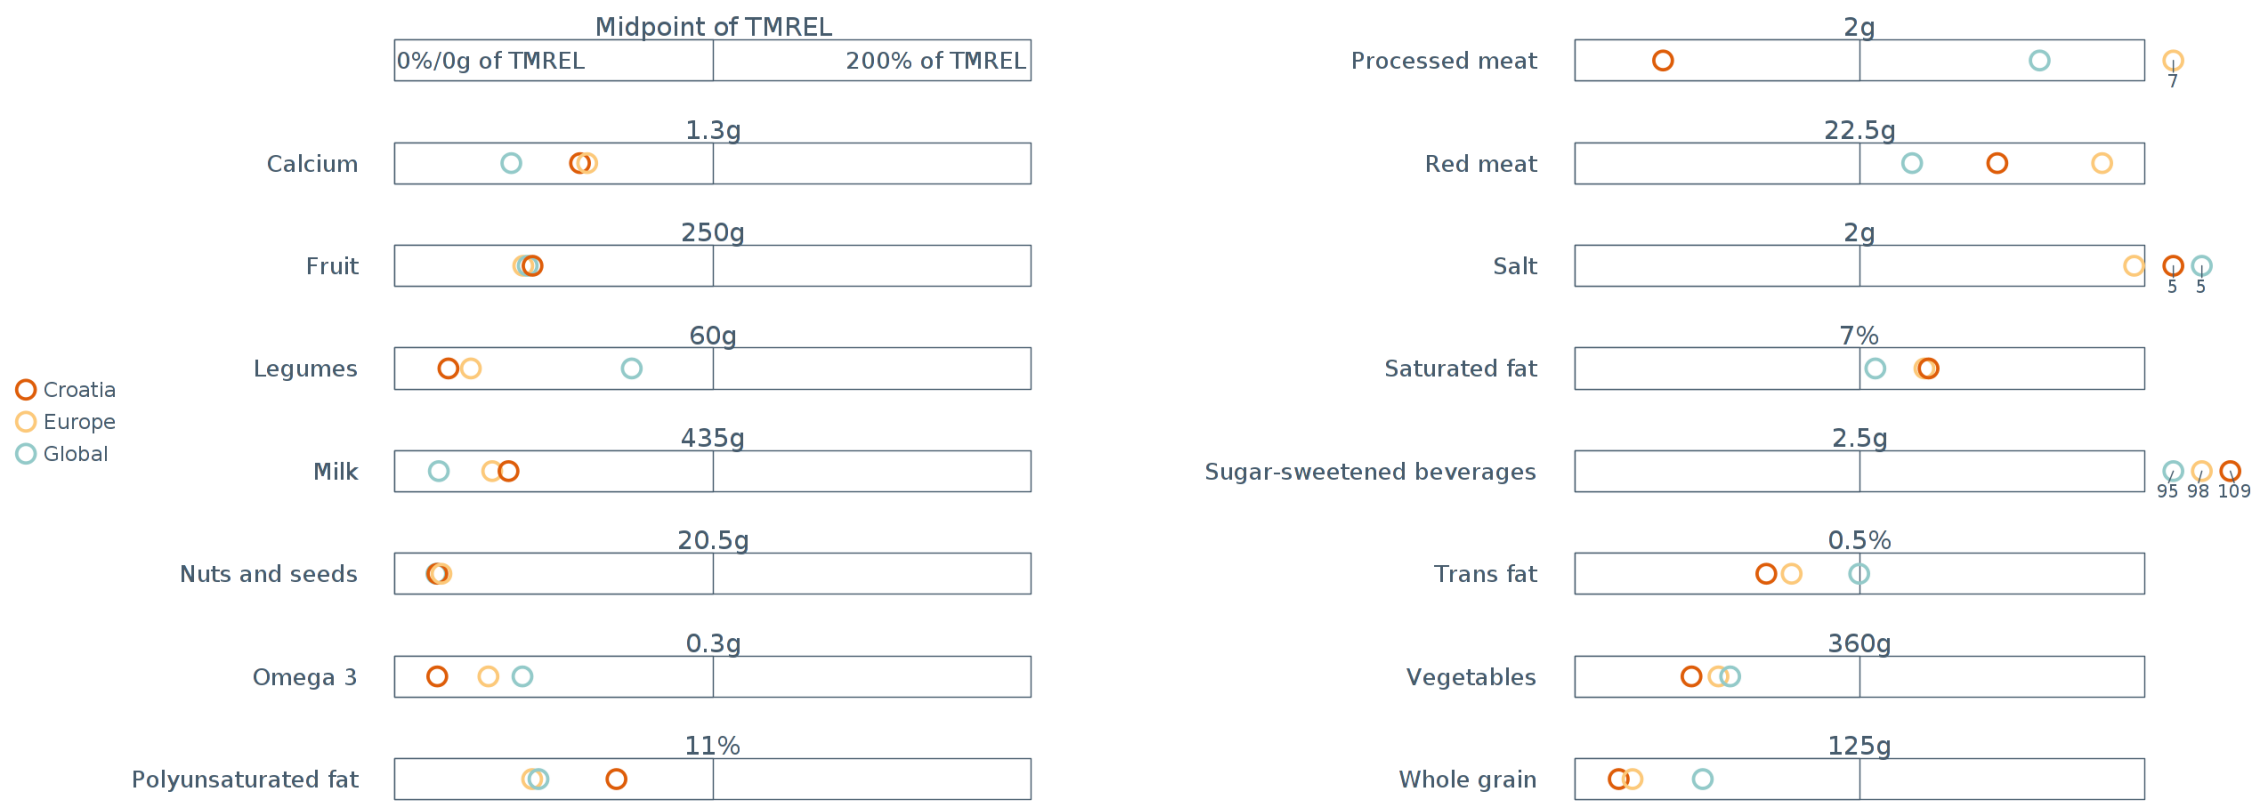 Midpoint of TMREL
0%/0g of TMREL 200% of TMREL
1.3g
Calcium
250g
Fruit
60g
Legumes
435g
Milk
20.5g
Nuts and seeds
0.3g
Omega 3
11%
Polyunsaturated fat
Croatia
Europe
Global
2g
Processed meat
7
22.5g
Red meat
2g
Salt
5 5
7%
Saturated fat
2.5g
Sugar-sweetened beverages
95 98 109
0.5%
Trans fat
360g
Vegetables
125g
Whole grain